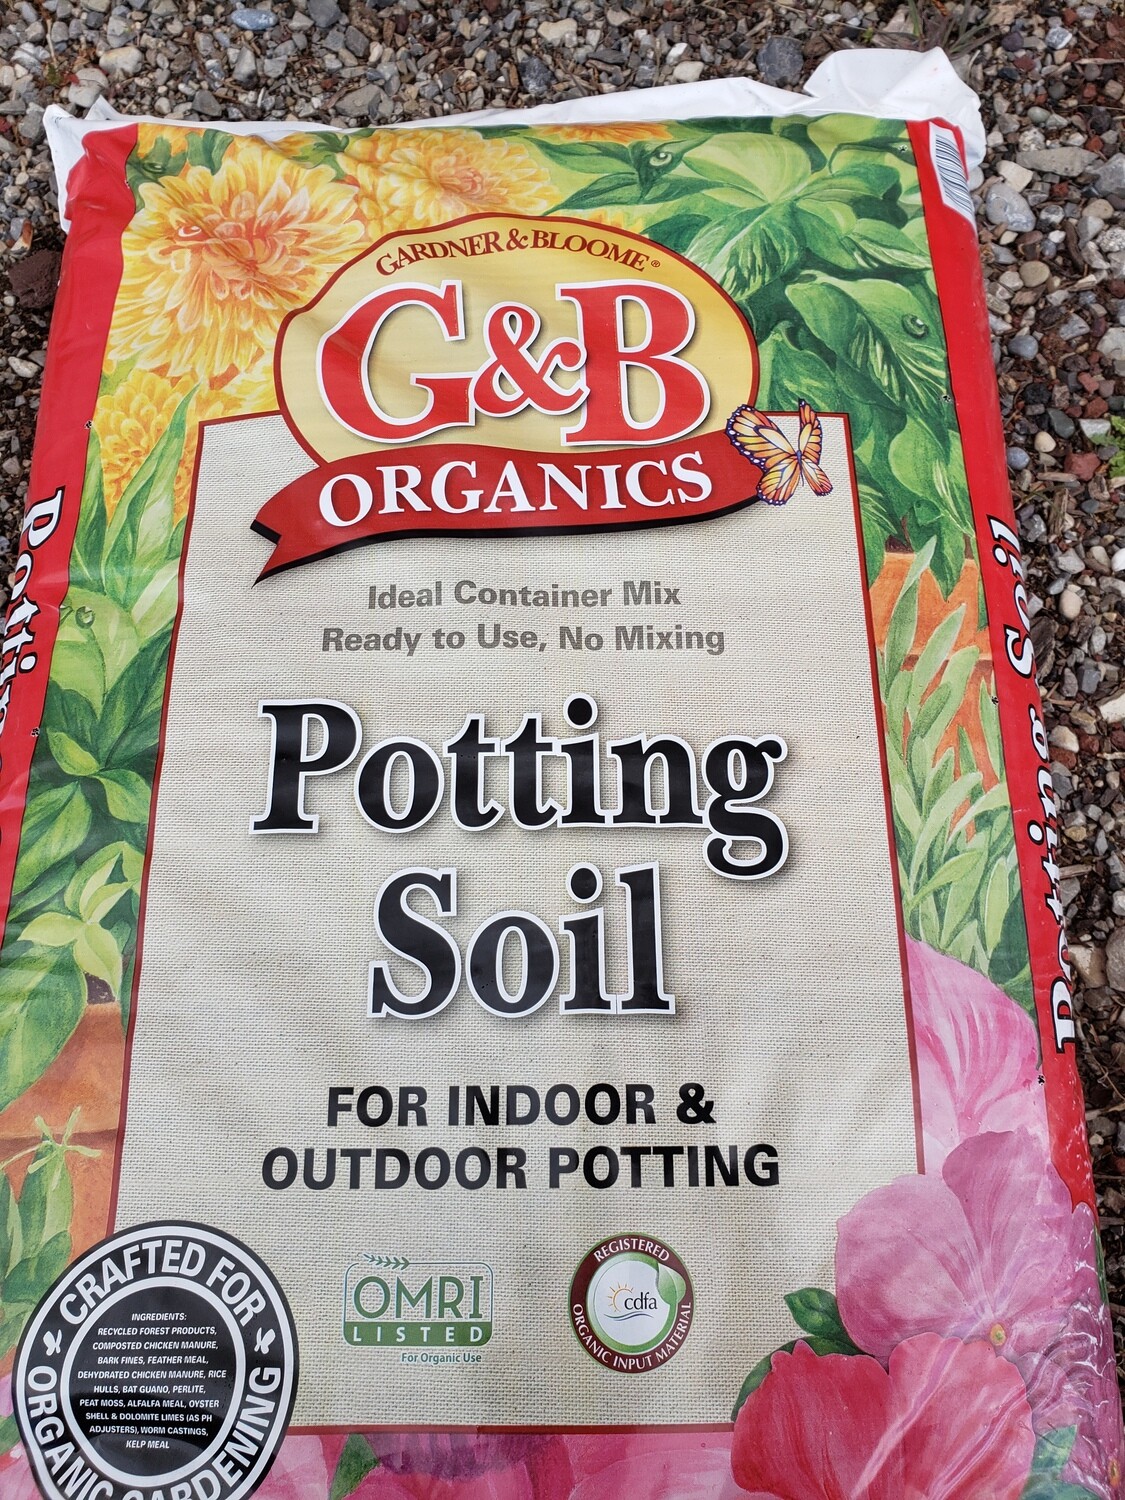 GARDNER & BLOOME®
G&B
ORGANICS
Ideal Container Mix
Ready to Use, No Mixing
Potting
Soil
FOR INDOOR &
OUTDOOR POTTING
CRAFTED FOR
ORGANIC GARDENING
INGREDIENTS:
RECYCLED FOREST PRODUCTS,
COMPOSTED CHICKEN MANURE,
BARK FINES, FEATHER MEAL,
DEHYDRATED CHICKEN MANURE, RICE
HULLS, BAT GUANO, PERLITE,
PEAT MOSS, ALFALFA MEAL, OYSTER
SHELL & DOLOMITE LIMES (AS PH
ADJUSTERS), WORM CASTINGS,
KELP MEAL
OMRI
LISTED
For Organic Use
REGISTERED
cdfa
ORGANIC INPUT MATERIAL
Potting
Potting Soil